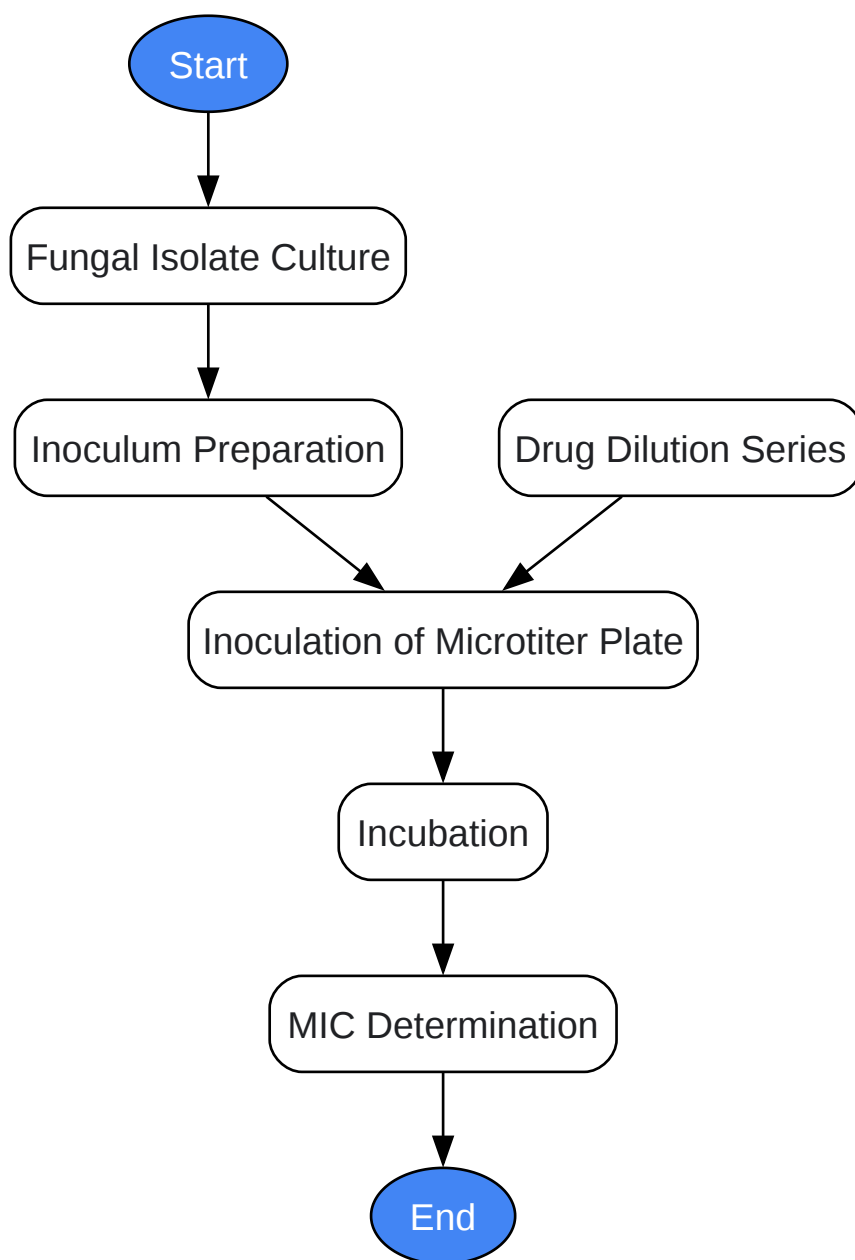 Start
Fungal Isolate Culture
Inoculum Preparation
Drug Dilution Series
Inoculation of Microtiter Plate
Incubation
MIC Determination
End